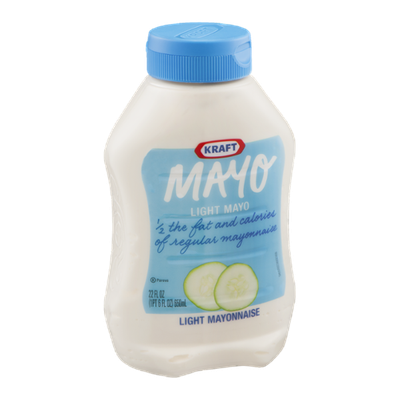 KRAFT
MAYO
LIGHT MAYO
1/2 the fat and calories
of regular mayonnaise
22 FL OZ
LIGHT MAYONNAISE